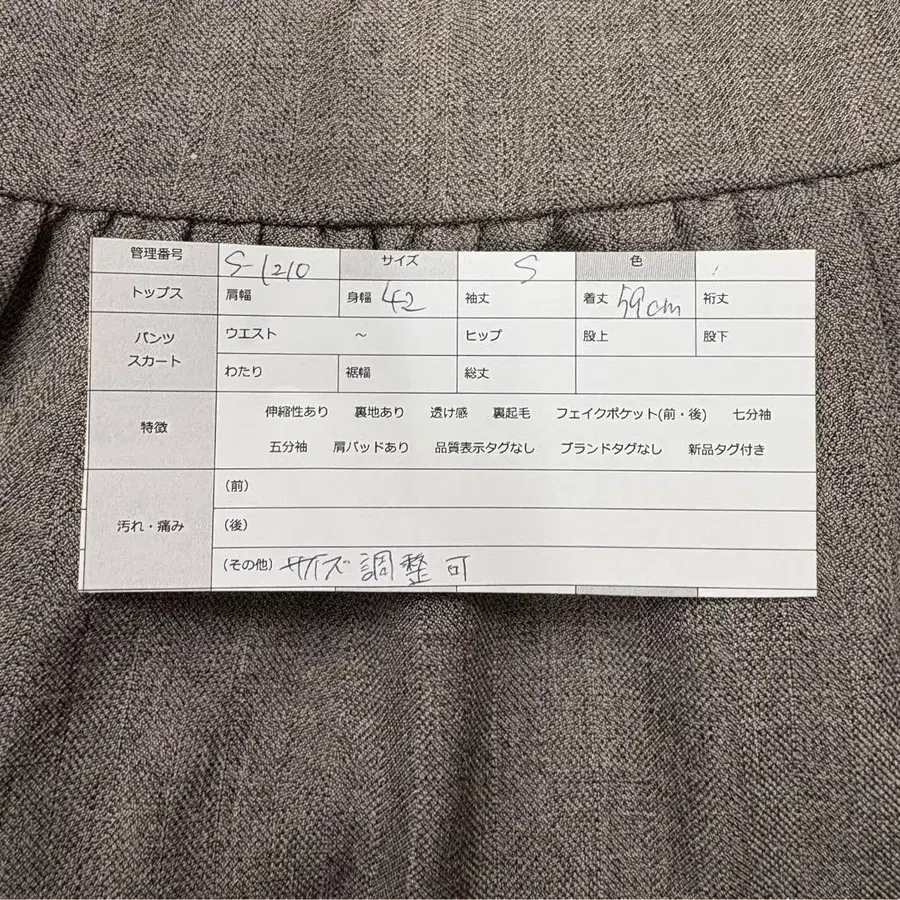 管理番号 S-1210 サイズ S 色
トップス 肩幅 身幅 42 袖丈 着丈 59cm 裄丈
パンツ スカート
ウエスト ～ ヒップ 股上 股下
わたり 裾幅 総丈
特徴
伸縮性あり 裏地あり 透け感 裏起毛 フェイクポケット(前・後) 七分袖
五分袖 肩パッドあり 品質表示タグなし ブランドタグなし 新品タグ付き
汚れ・痛み
（前）
（後）
（その他） サイズ調整可